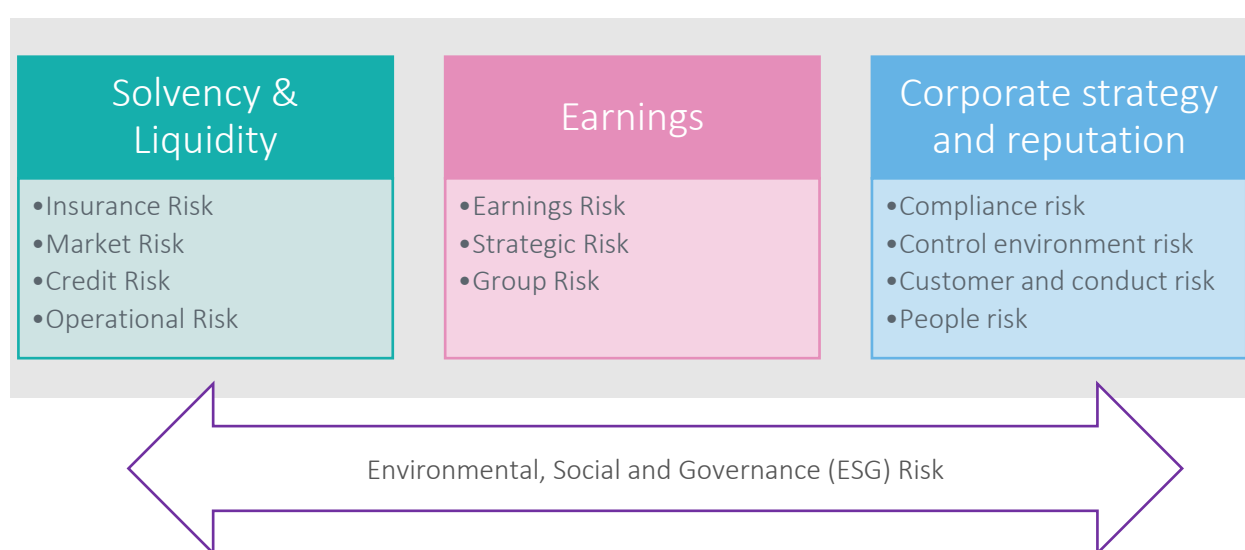 Solvency &
Liquidity
•Insurance Risk
•Market Risk
•Credit Risk
•Operational Risk
Earnings
•Earnings Risk
•Strategic Risk
•Group Risk
Corporate strategy
and reputation
•Compliance risk
•Control environment risk
•Customer and conduct risk
•People risk
Environmental, Social and Governance (ESG) Risk